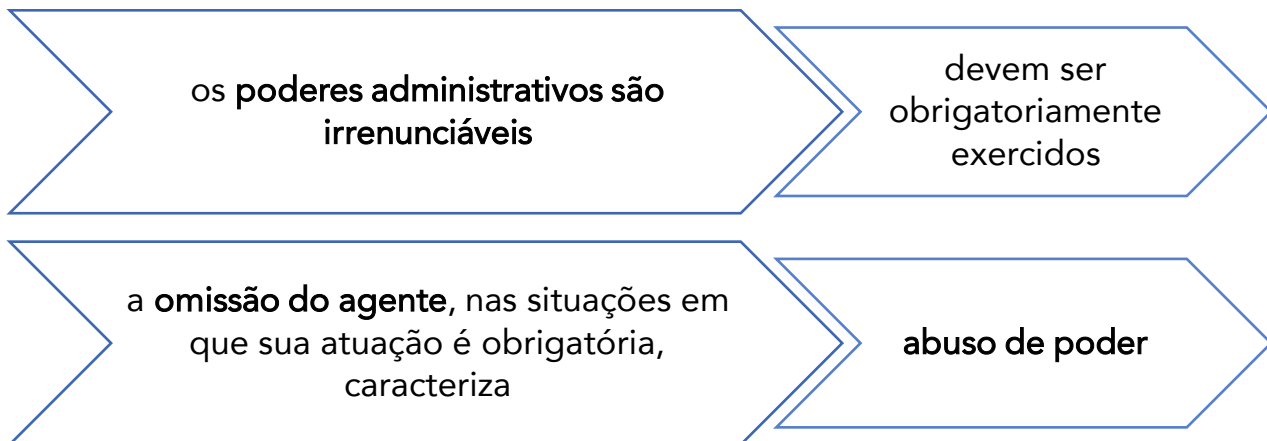 os poderes administrativos são
irrenunciáveis
devem ser
obrigatoriamente
exercidos
a omissão do agente, nas situações em
que sua atuação é obrigatória,
caracteriza
abuso de poder